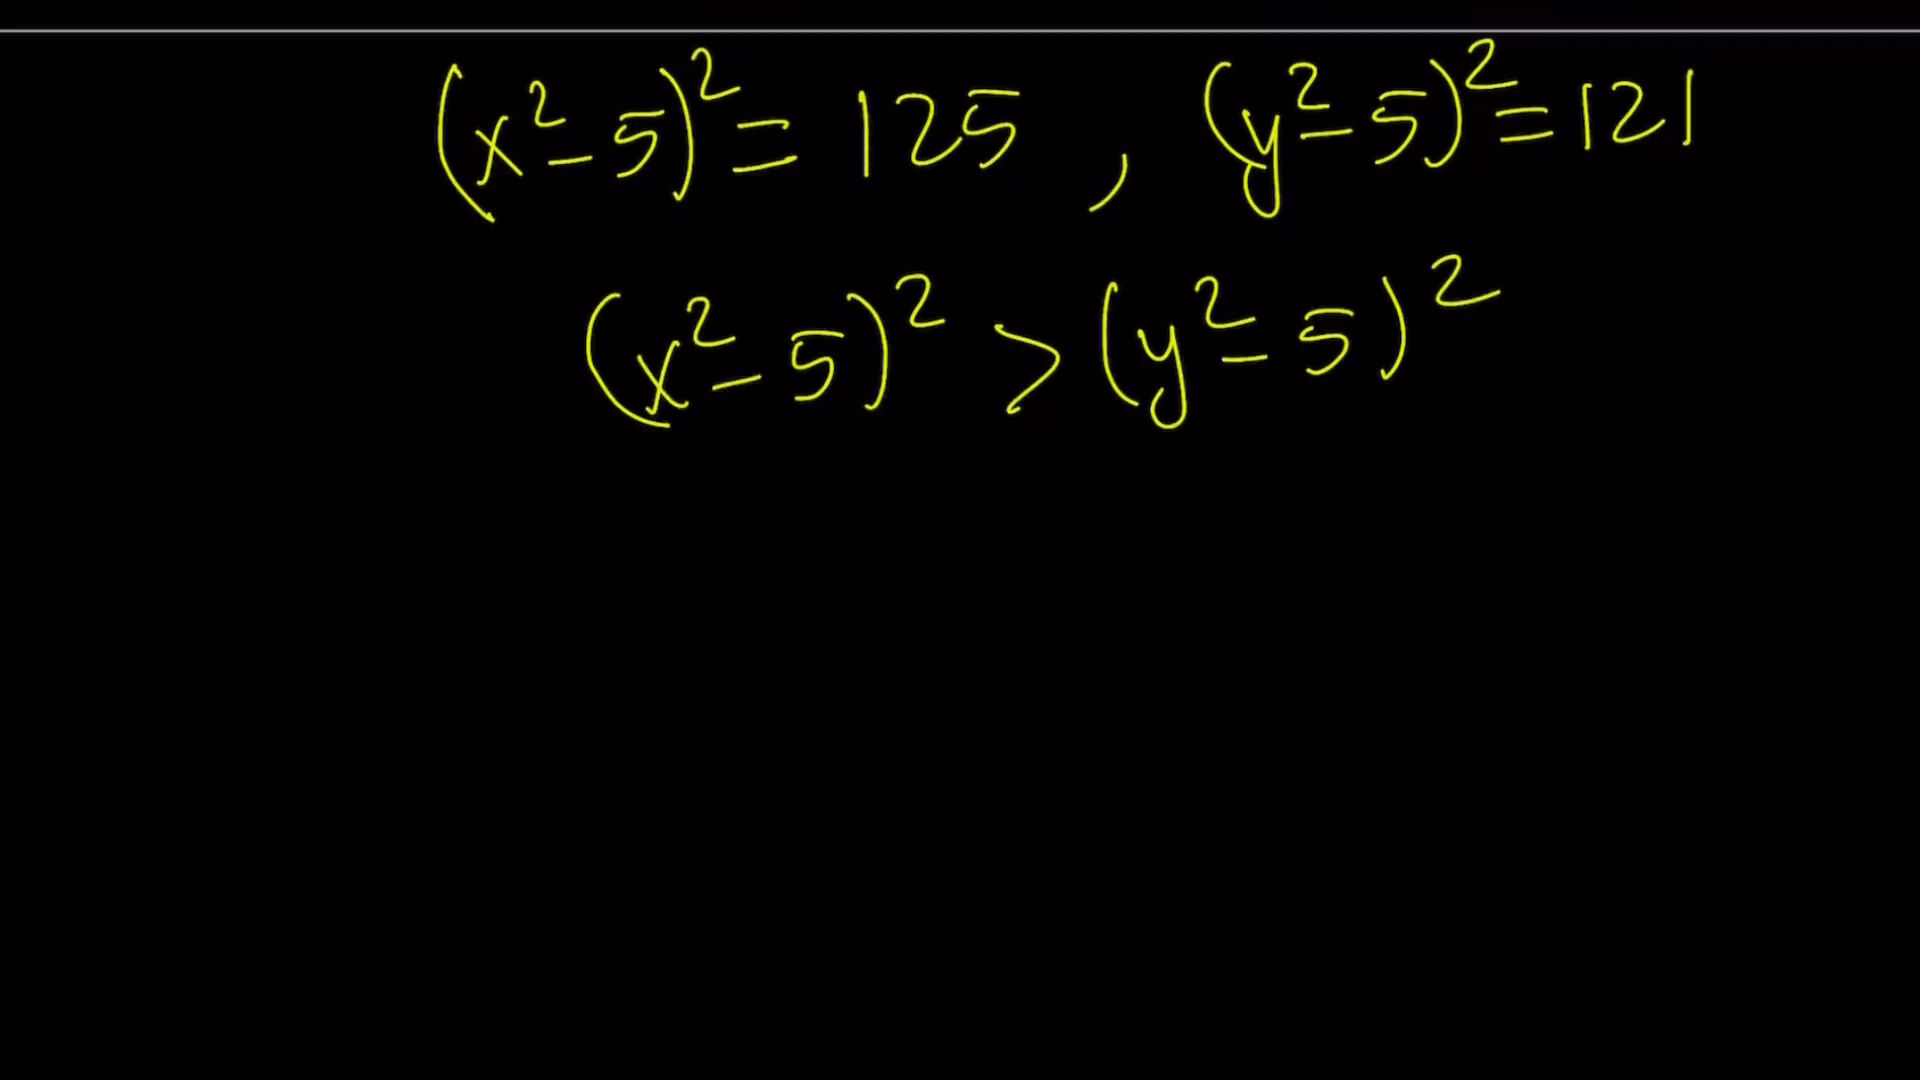 (x²-5)²= 125 , (y²-5)²=121
(x²-5)² > (y²-5)²